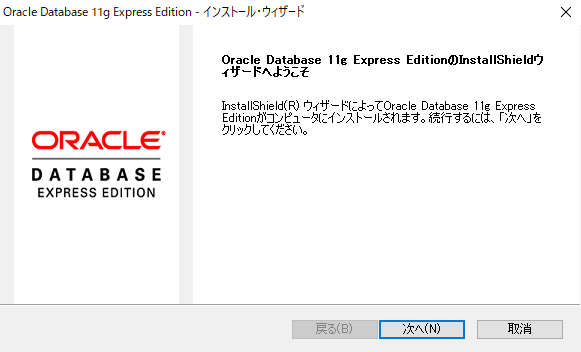 Oracle Database 11g Express Edition - インストール・ウィザード
Oracle Database 11g Express EditionのInstallShieldウ
ィザードへようこそ
InstallShield(R) ウィザードによってOracle Database 11g Express
Editionがコンピュータにインストールされます。続行するには、「次へ」を
クリックしてください。
ORACLE®
DATABASE
EXPRESS EDITION
戻る(B)
次へ(N)
取消